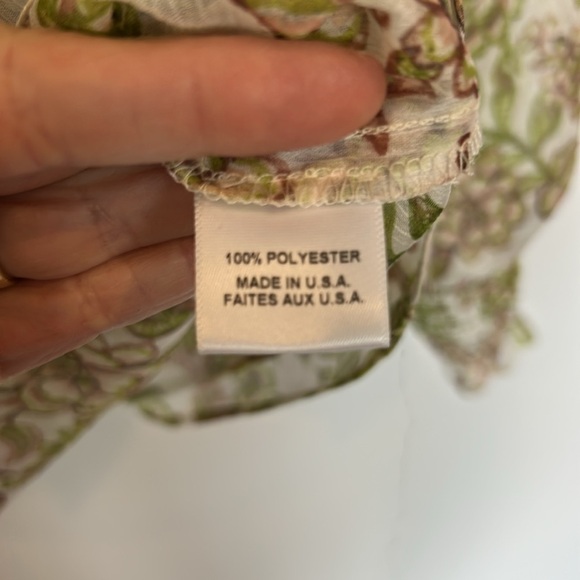 100% POLYESTER
MADE IN U.S.A.
FAITES AUX U.S.A.